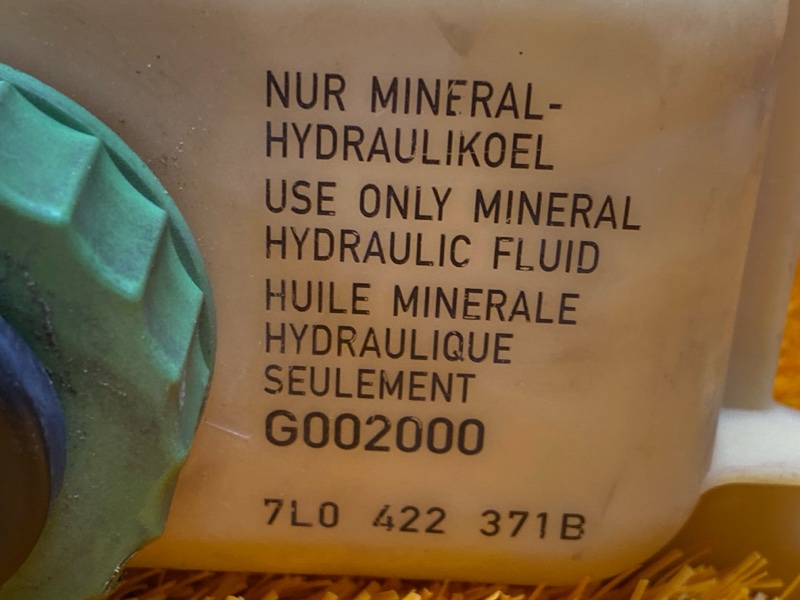 NUR MINERAL-
HYDRAULIKOEL
USE ONLY MINERAL
HYDRAULIC FLUID
HUILE MINERALE
HYDRAULIQUE
SEULEMENT
G002000
7L0 422 371B